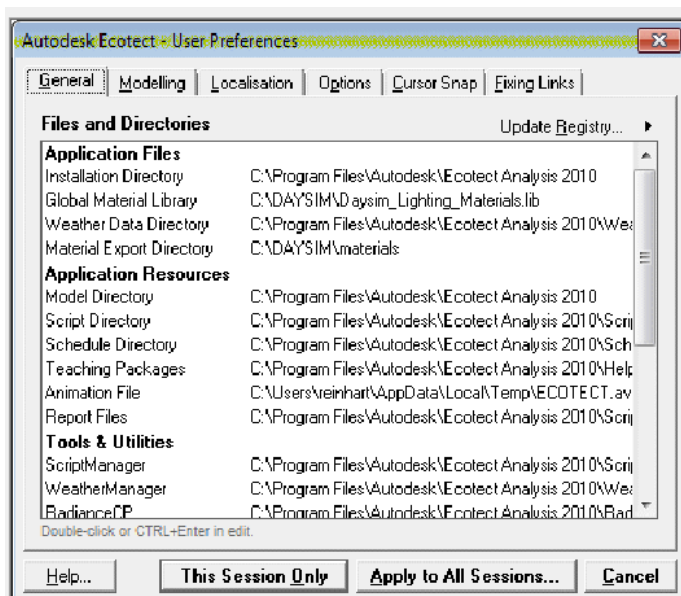 Autodesk Ecotect - User Preferences
General Modelling Localisation Options Cursor Snap Fixing Links
Files and Directories Update Registry...
Application Files
Installation Directory C:\Program Files\Autodesk\Ecotect Analysis 2010
Global Material Library C:\DAYSIM\Daysim_Lighting_Materials.lib
Weather Data Directory C:\Program Files\Autodesk\Ecotect Analysis 2010\Wea
Material Export Directory C:\DAYSIM\materials
Application Resources
Model Directory C:\Program Files\Autodesk\Ecotect Analysis 2010
Script Directory C:\Program Files\Autodesk\Ecotect Analysis 2010\Scrip
Schedule Directory C:\Program Files\Autodesk\Ecotect Analysis 2010\Sch
Teaching Packages C:\Program Files\Autodesk\Ecotect Analysis 2010\Help
Animation File C:\Users\reinhart\AppData\Local\Temp\ECOTECT.av
Report Files C:\Program Files\Autodesk\Ecotect Analysis 2010\Scrip
Tools & Utilities
ScriptManager C:\Program Files\Autodesk\Ecotect Analysis 2010\Scrip
WeatherManager C:\Program Files\Autodesk\Ecotect Analysis 2010\Wea
RadianceCP C:\Program Files\Autodesk\Ecotect Analysis 2010\Rad
Double-click or CTRL+Enter in edit.
Help... This Session Only Apply to All Sessions... Cancel